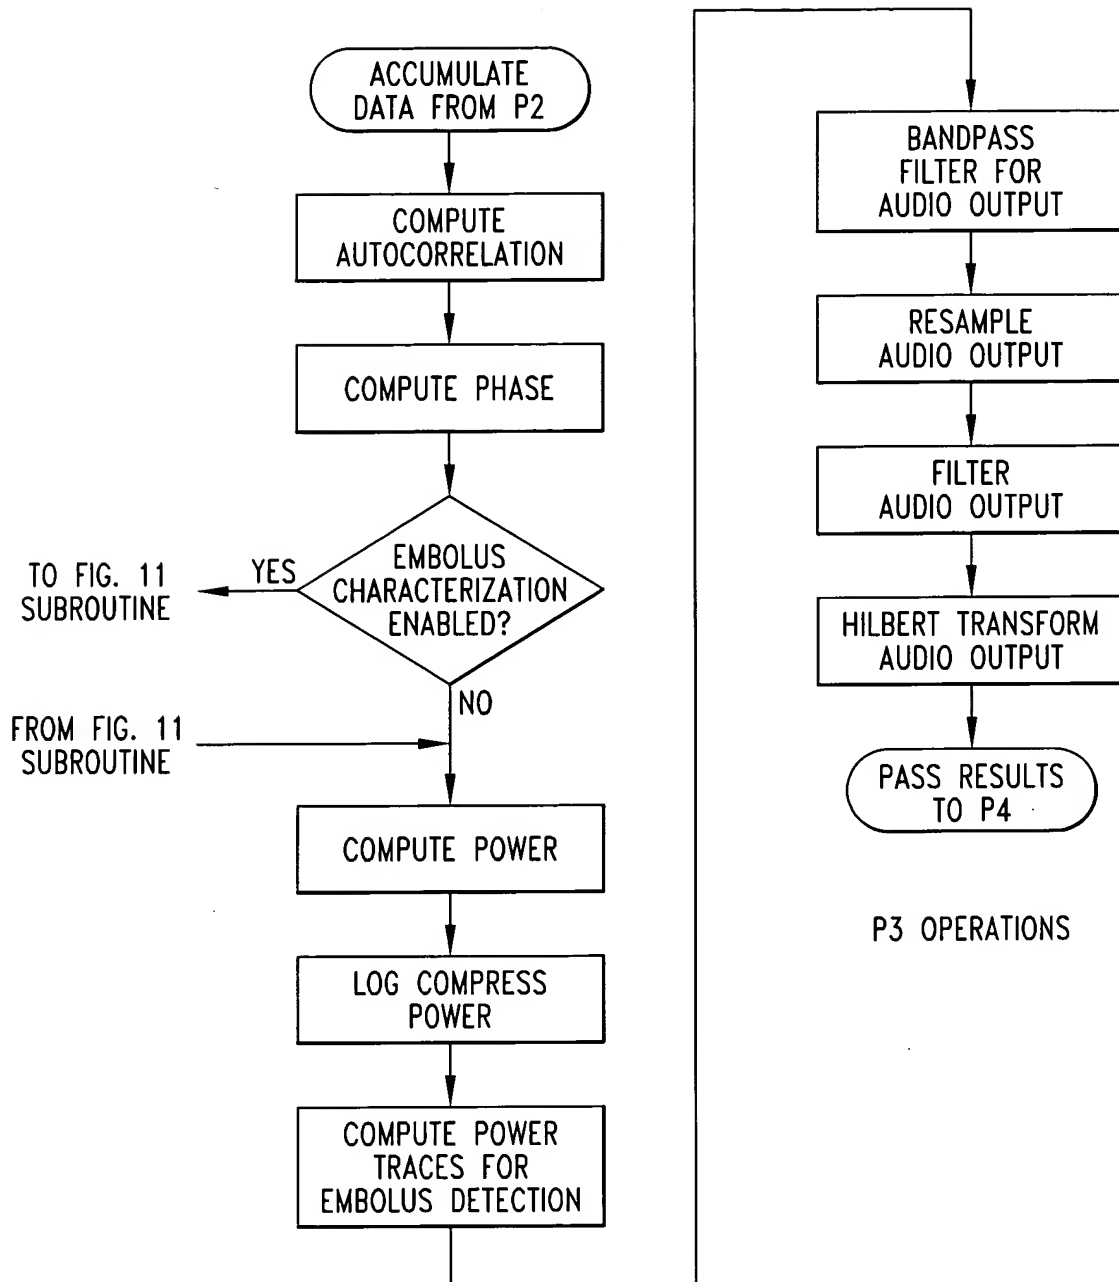 ACCUMULATE
DATA FROM P2
COMPUTE
AUTOCORRELATION
COMPUTE PHASE
EMBOLUS
CHARACTERIZATION
ENABLED?
YES
TO FIG. 11
SUBROUTINE
NO
FROM FIG. 11
SUBROUTINE
COMPUTE POWER
LOG COMPRESS
POWER
COMPUTE POWER
TRACES FOR
EMBOLUS DETECTION
BANDPASS
FILTER FOR
AUDIO OUTPUT
RESAMPLE
AUDIO OUTPUT
FILTER
AUDIO OUTPUT
HILBERT TRANSFORM
AUDIO OUTPUT
PASS RESULTS
TO P4
P3 OPERATIONS